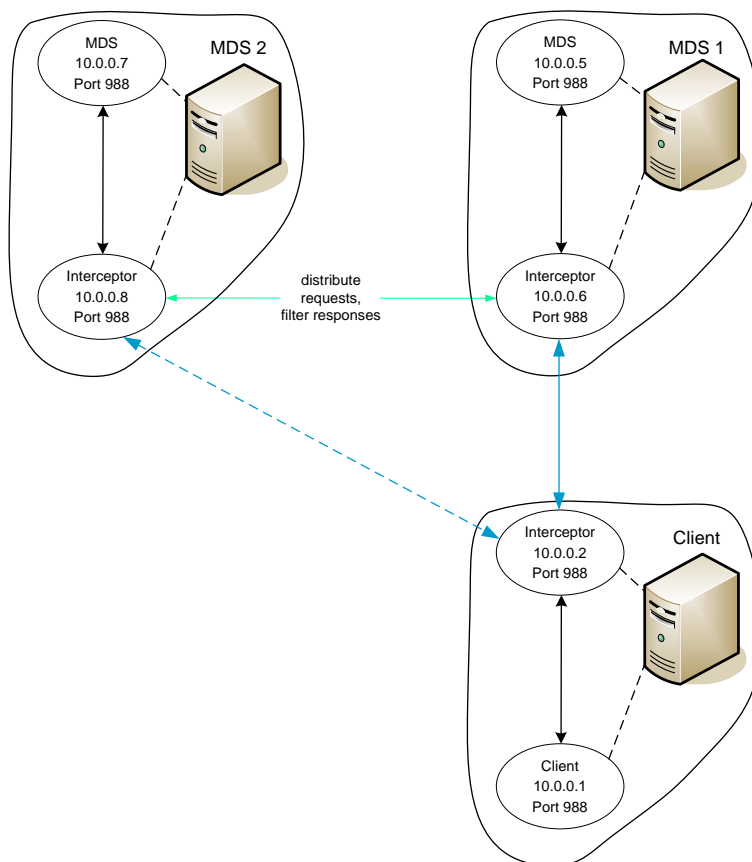 MDS
10.0.0.7
Port 988
MDS 2
Interceptor
10.0.0.8
Port 988
distribute
requests,
filter responses
MDS
10.0.0.5
Port 988
MDS 1
Interceptor
10.0.0.6
Port 988
Interceptor
10.0.0.2
Port 988
Client
Client
10.0.0.1
Port 988